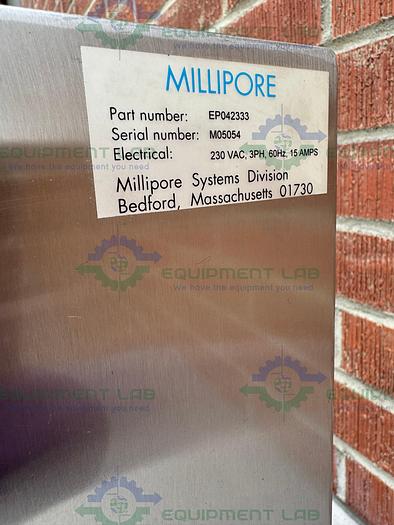 EQUIPMENT LAB
We have the equipment you need
MILLIPORE
Part number: EP042333
Serial number: M05054
Electrical: 230 VAC, 3PH, 60Hz, 15 AMPS
Millipore Systems Division
Bedford, Massachusetts 01730
EQUIPMENT LAB
We have the equipment you need
EQUIPMENT LAB
We have the equipment you need
EQUIPMENT LAB